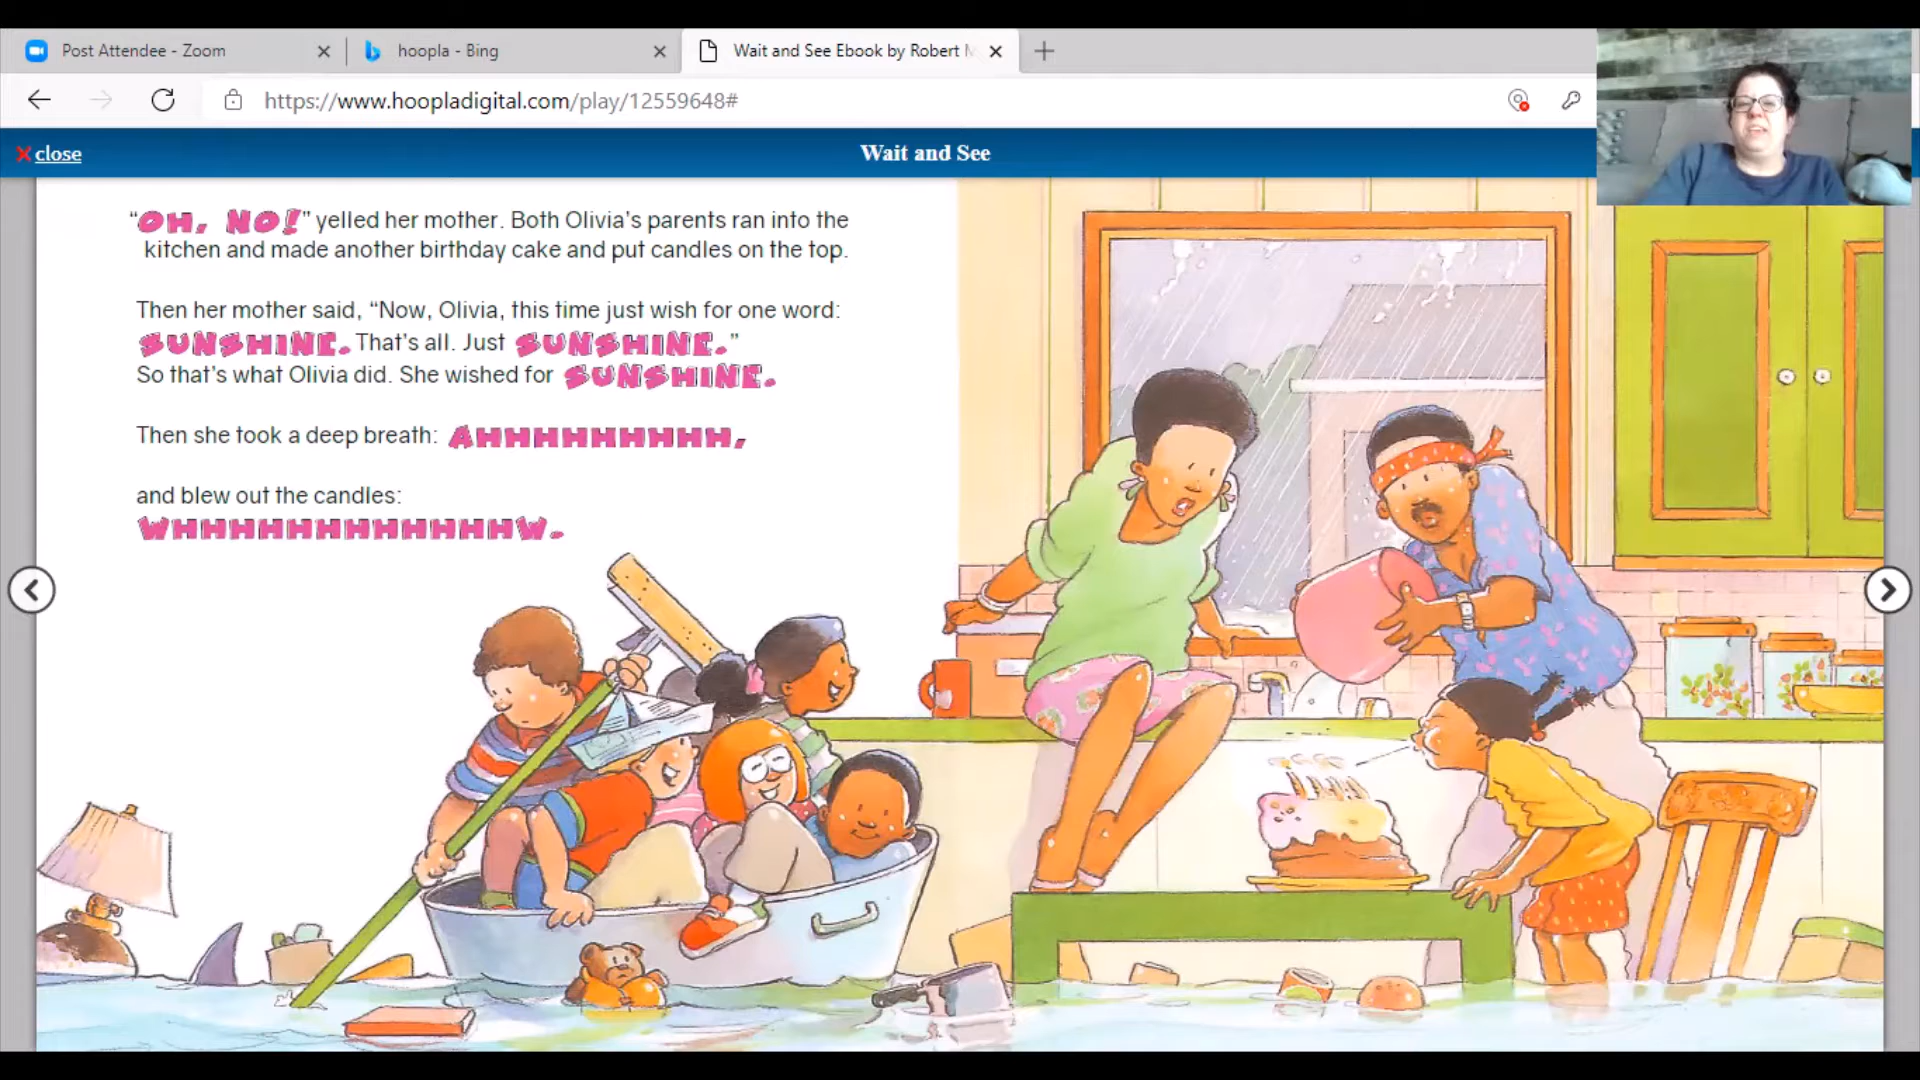 Post Attendee - Zoom
hoopla - Bing
Wait and See Ebook by Robert M
https://www.hoopladigital.com/play/12559648#
close
Wait and See
“OH, NO!” yelled her mother. Both Olivia’s parents ran into the
kitchen and made another birthday cake and put candles on the top.
Then her mother said, “Now, Olivia, this time just wish for one word:
SUNSHINE. That’s all. Just SUNSHINE.”
So that’s what Olivia did. She wished for SUNSHINE.
Then she took a deep breath: AHHHHHHHHH,
and blew out the candles:
WHHHHHHHHHHHHW.